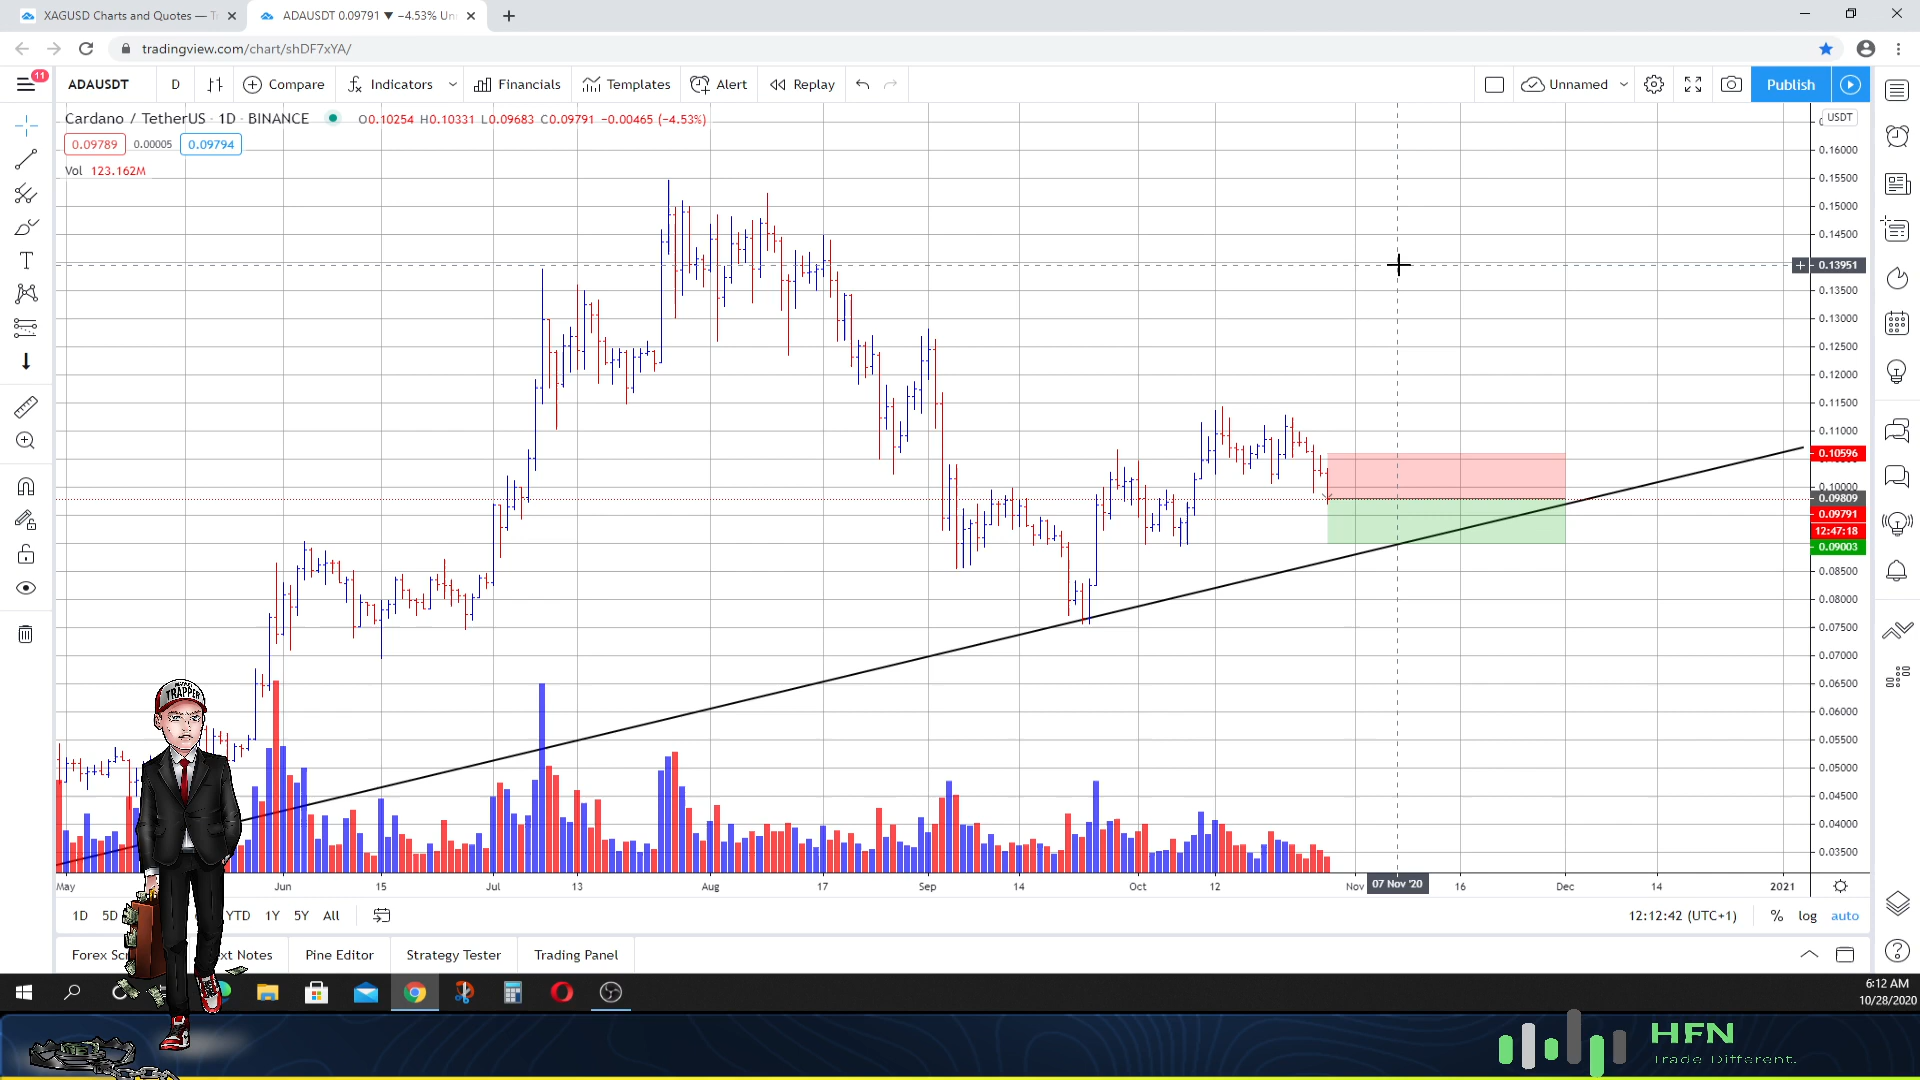 XAGUSD Charts and Quotes — T
ADAUSDT 0.09791 ▼ −4.53% Un
tradingview.com/chart/shDF7xYA/
11
ADAUSDT
D
Compare
Indicators
Financials
Templates
Alert
Replay
Unnamed
Publish
Cardano / TetherUS · 1D · BINANCE O0.10254 H0.10331 L0.09683 C0.09791 −0.00465 (−4.53%)
0.09789 0.00005 0.09794
Vol 123.162M
USDT
0.16000
0.15500
0.15000
0.14500
0.13951
0.13500
0.13000
0.12500
0.12000
0.11500
0.11000
0.10596
0.10000
0.09809
0.09791
12:47:18
0.09003
0.08500
0.08000
0.07500
0.07000
0.06500
0.06000
0.05500
0.05000
0.04500
0.04000
0.03500
TRAPPER
May Jun 15 Jul 13 Aug 17 Sep 14 Oct 12 Nov 07 Nov '20 16 Dec 14 2021
1D 5D YTD 1Y 5Y All
12:12:42 (UTC+1) % log auto
Forex Sc
xt Notes
Pine Editor
Strategy Tester
Trading Panel
6:12 AM
10/28/2020
HFN
Trade Different.